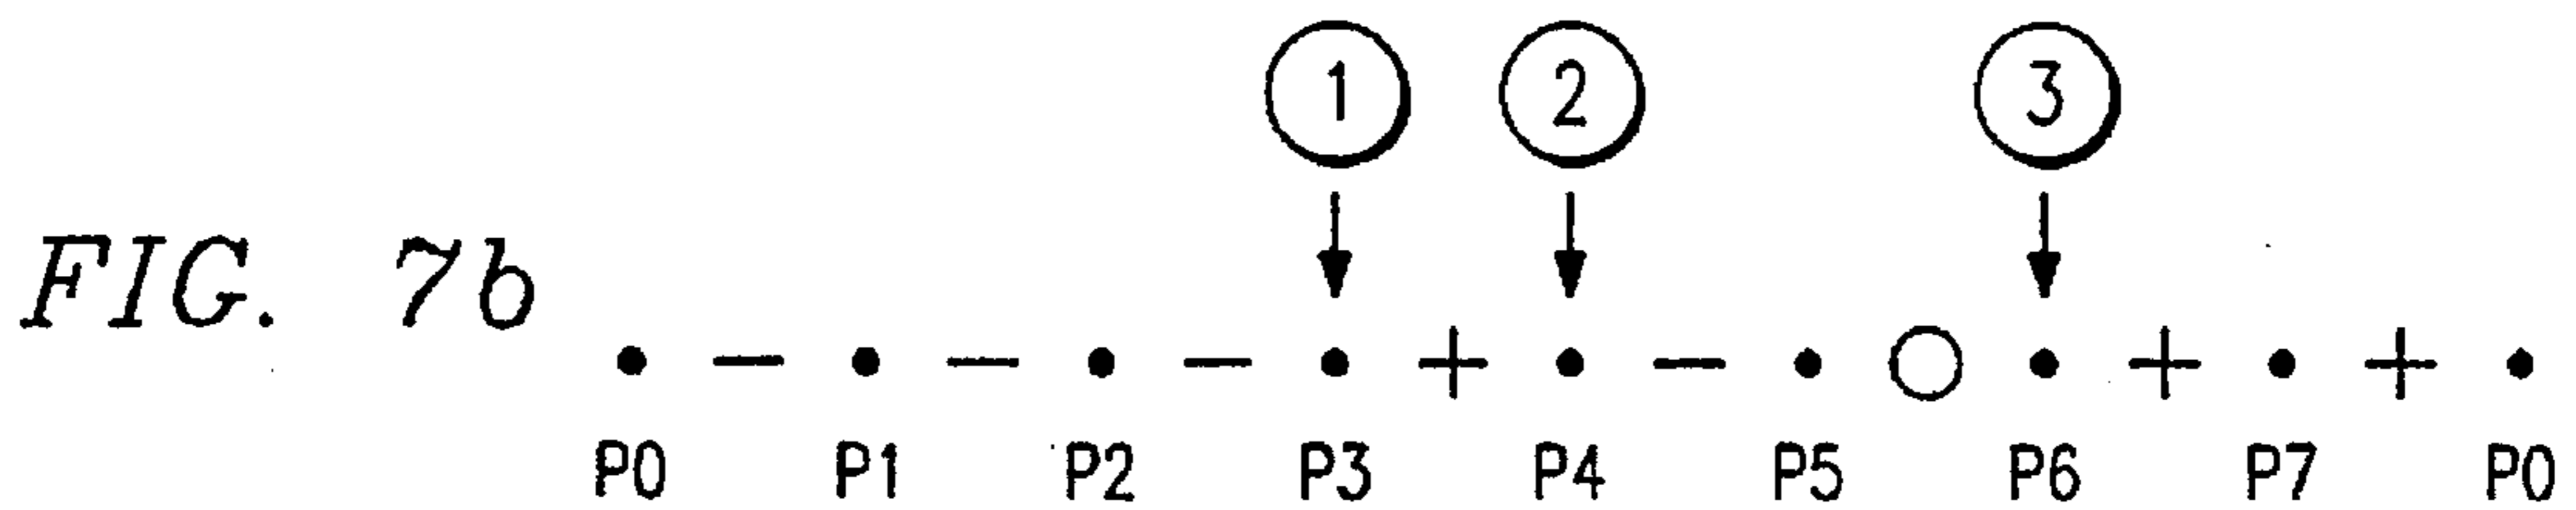 1 2 3
FIG. 7b
− − − + − ○ + +
P0 P1 P2 P3 P4 P5 P6 P7 P0